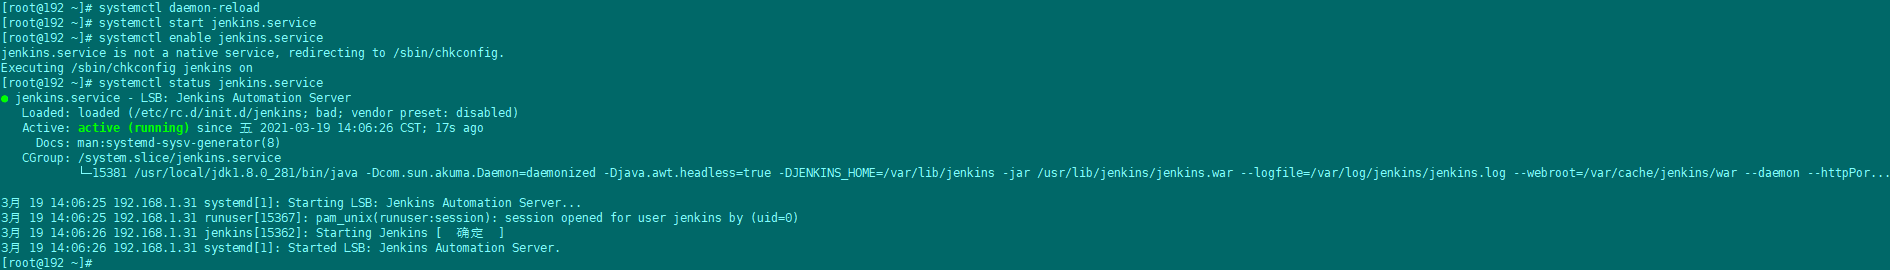 [root@192 ~]# systemctl daemon-reload
[root@192 ~]# systemctl start jenkins.service
[root@192 ~]# systemctl enable jenkins.service
jenkins.service is not a native service, redirecting to /sbin/chkconfig.
Executing /sbin/chkconfig jenkins on
[root@192 ~]# systemctl status jenkins.service
● jenkins.service - LSB: Jenkins Automation Server
   Loaded: loaded (/etc/rc.d/init.d/jenkins; bad; vendor preset: disabled)
   Active: active (running) since 五 2021-03-19 14:06:26 CST; 17s ago
     Docs: man:systemd-sysv-generator(8)
   CGroup: /system.slice/jenkins.service
           └─15381 /usr/local/jdk1.8.0_281/bin/java -Dcom.sun.akuma.Daemon=daemonized -Djava.awt.headless=true -DJENKINS_HOME=/var/lib/jenkins -jar /usr/lib/jenkins/jenkins.war --logfile=/var/log/jenkins/jenkins.log --webroot=/var/cache/jenkins/war --daemon --httpPor...
3月 19 14:06:25 192.168.1.31 systemd[1]: Starting LSB: Jenkins Automation Server...
3月 19 14:06:25 192.168.1.31 runuser[15367]: pam_unix(runuser:session): session opened for user jenkins by (uid=0)
3月 19 14:06:26 192.168.1.31 jenkins[15362]: Starting Jenkins [  确定  ]
3月 19 14:06:26 192.168.1.31 systemd[1]: Started LSB: Jenkins Automation Server.
[root@192 ~]#